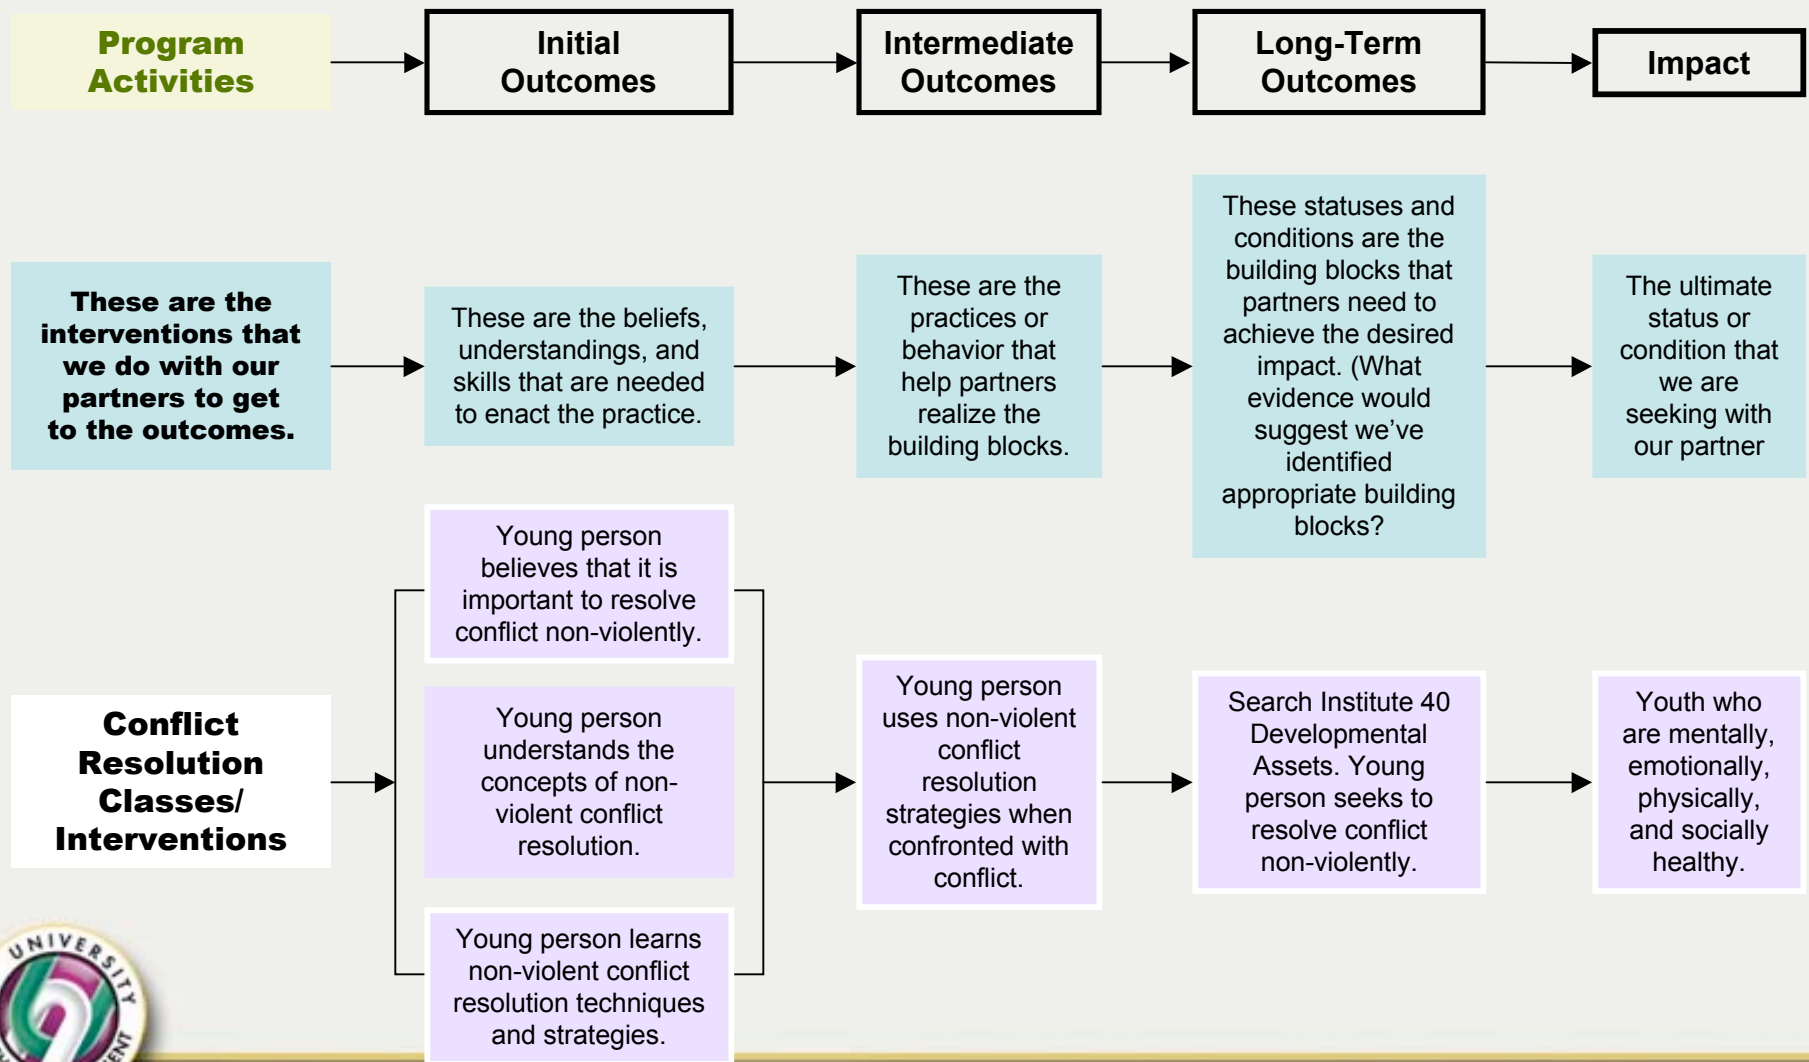 Program
Activities
Initial
Outcomes
Intermediate
Outcomes
Long-Term
Outcomes
Impact
These are the
interventions that
we do with our
partners to get
to the outcomes.
These are the beliefs,
understandings, and
skills that are needed
to enact the practice.
These are the
practices or
behavior that
help partners
realize the
building blocks.
These statuses and
conditions are the
building blocks that
partners need to
achieve the desired
impact. (What
evidence would
suggest we’ve
identified
appropriate building
blocks?
The ultimate
status or
condition that
we are
seeking with
our partner
Conflict
Resolution
Classes/
Interventions
Young person
believes that it is
important to resolve
conflict non-violently.
Young person
understands the
concepts of non-
violent conflict
resolution.
Young person learns
non-violent conflict
resolution techniques
and strategies.
Young person
uses non-violent
conflict
resolution
strategies when
confronted with
conflict.
Search Institute 40
Developmental
Assets. Young
person seeks to
resolve conflict
non-violently.
Youth who
are mentally,
emotionally,
physically,
and socially
healthy.
UNIVERSITY